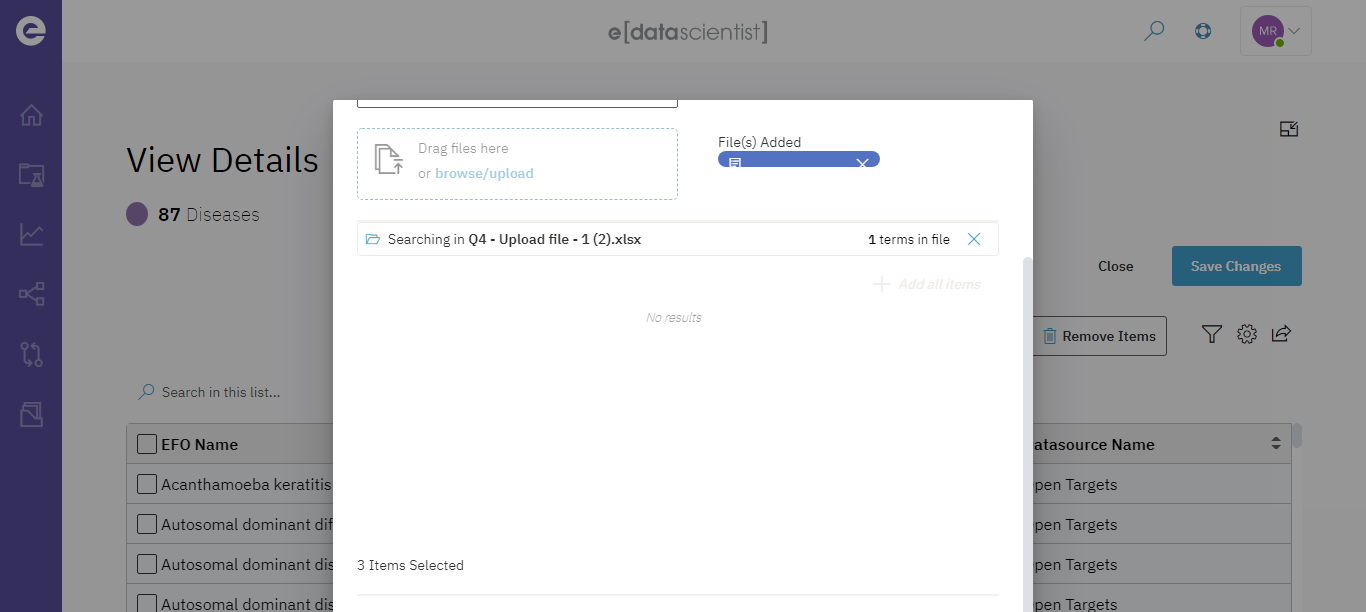 e[datascientist]
MR
View Details
87 Diseases
Drag files here
or browse/upload
File(s) Added
Searching in Q4 - Upload file - 1 (2).xlsx 1 terms in file
Add all items
No results
3 Items Selected
Close
Save Changes
Remove Items
Search in this list...
EFO Name atasource Name
Acanthamoeba keratitis pen Targets
Autosomal dominant dif pen Targets
Autosomal dominant dis pen Targets
Autosomal dominant dis pen Targets